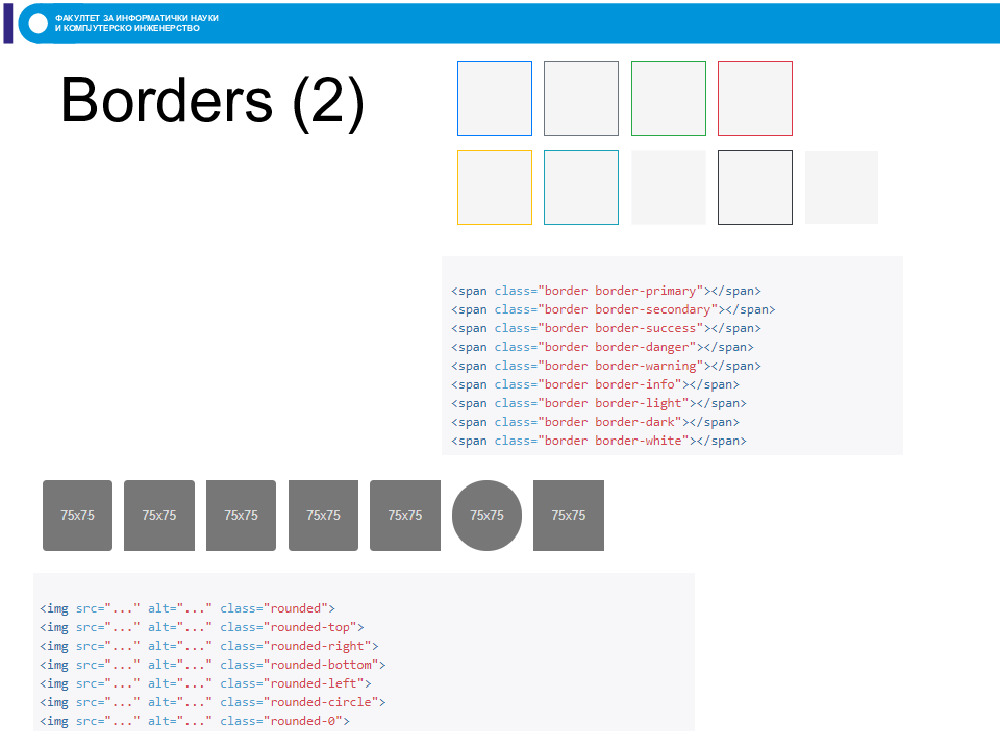 ФАКУЛТЕТ ЗА ИНФОРМАТИЧКИ НАУКИ
И КОМПЈУТЕРСКО ИНЖЕНЕРСТВО
Borders (2)
<span class="border border-primary"></span>
<span class="border border-secondary"></span>
<span class="border border-success"></span>
<span class="border border-danger"></span>
<span class="border border-warning"></span>
<span class="border border-info"></span>
<span class="border border-light"></span>
<span class="border border-dark"></span>
<span class="border border-white"></span>
75x75 75x75 75x75 75x75 75x75 75x75 75x75
<img src="..." alt="..." class="rounded">
<img src="..." alt="..." class="rounded-top">
<img src="..." alt="..." class="rounded-right">
<img src="..." alt="..." class="rounded-bottom">
<img src="..." alt="..." class="rounded-left">
<img src="..." alt="..." class="rounded-circle">
<img src="..." alt="..." class="rounded-0">